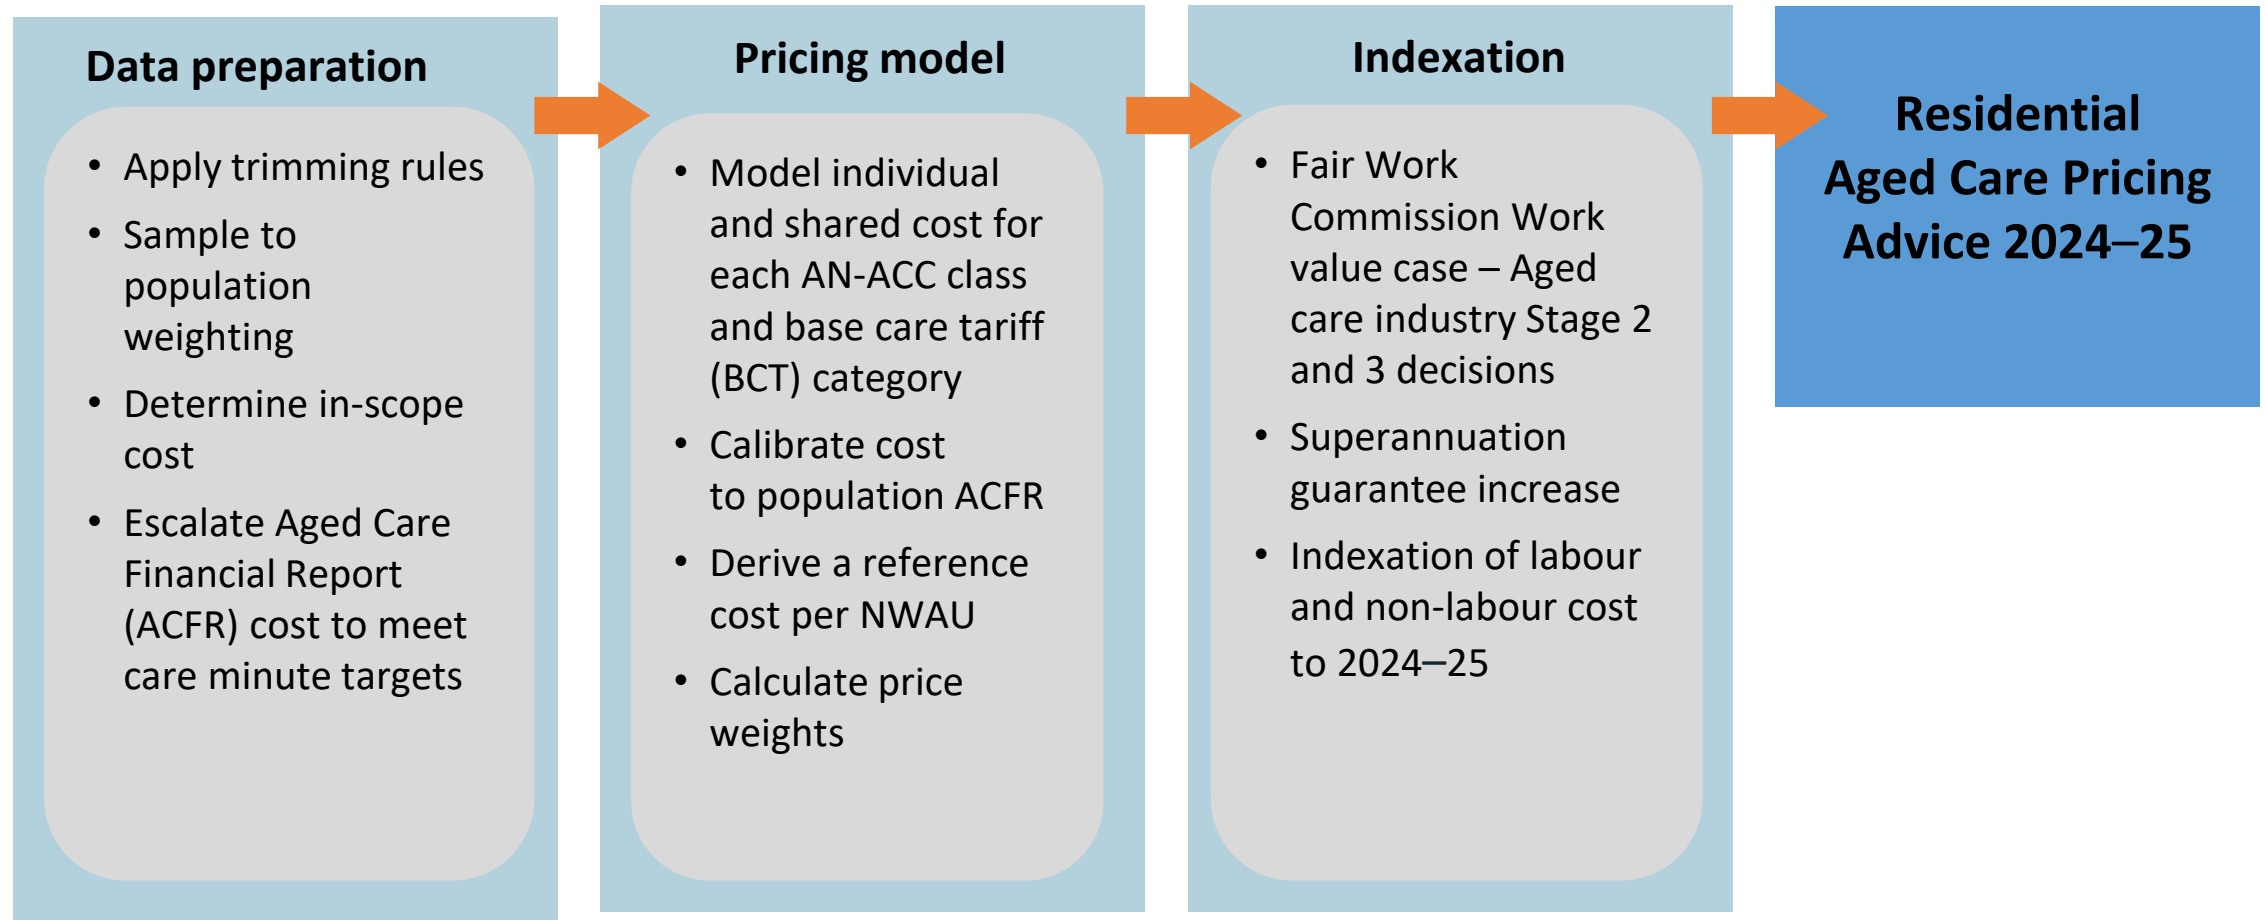 Data preparation
• Apply trimming rules
• Sample to
population
weighting
• Determine in-scope
cost
• Escalate Aged Care
Financial Report
(ACFR) cost to meet
care minute targets
Pricing model
• Model individual
and shared cost for
each AN-ACC class
and base care tariff
(BCT) category
• Calibrate cost
to population ACFR
• Derive a reference
cost per NWAU
• Calculate price
weights
Indexation
• Fair Work
Commission Work
value case – Aged
care industry Stage 2
and 3 decisions
• Superannuation
guarantee increase
• Indexation of labour
and non-labour cost
to 2024–25
Residential
Aged Care Pricing
Advice 2024–25